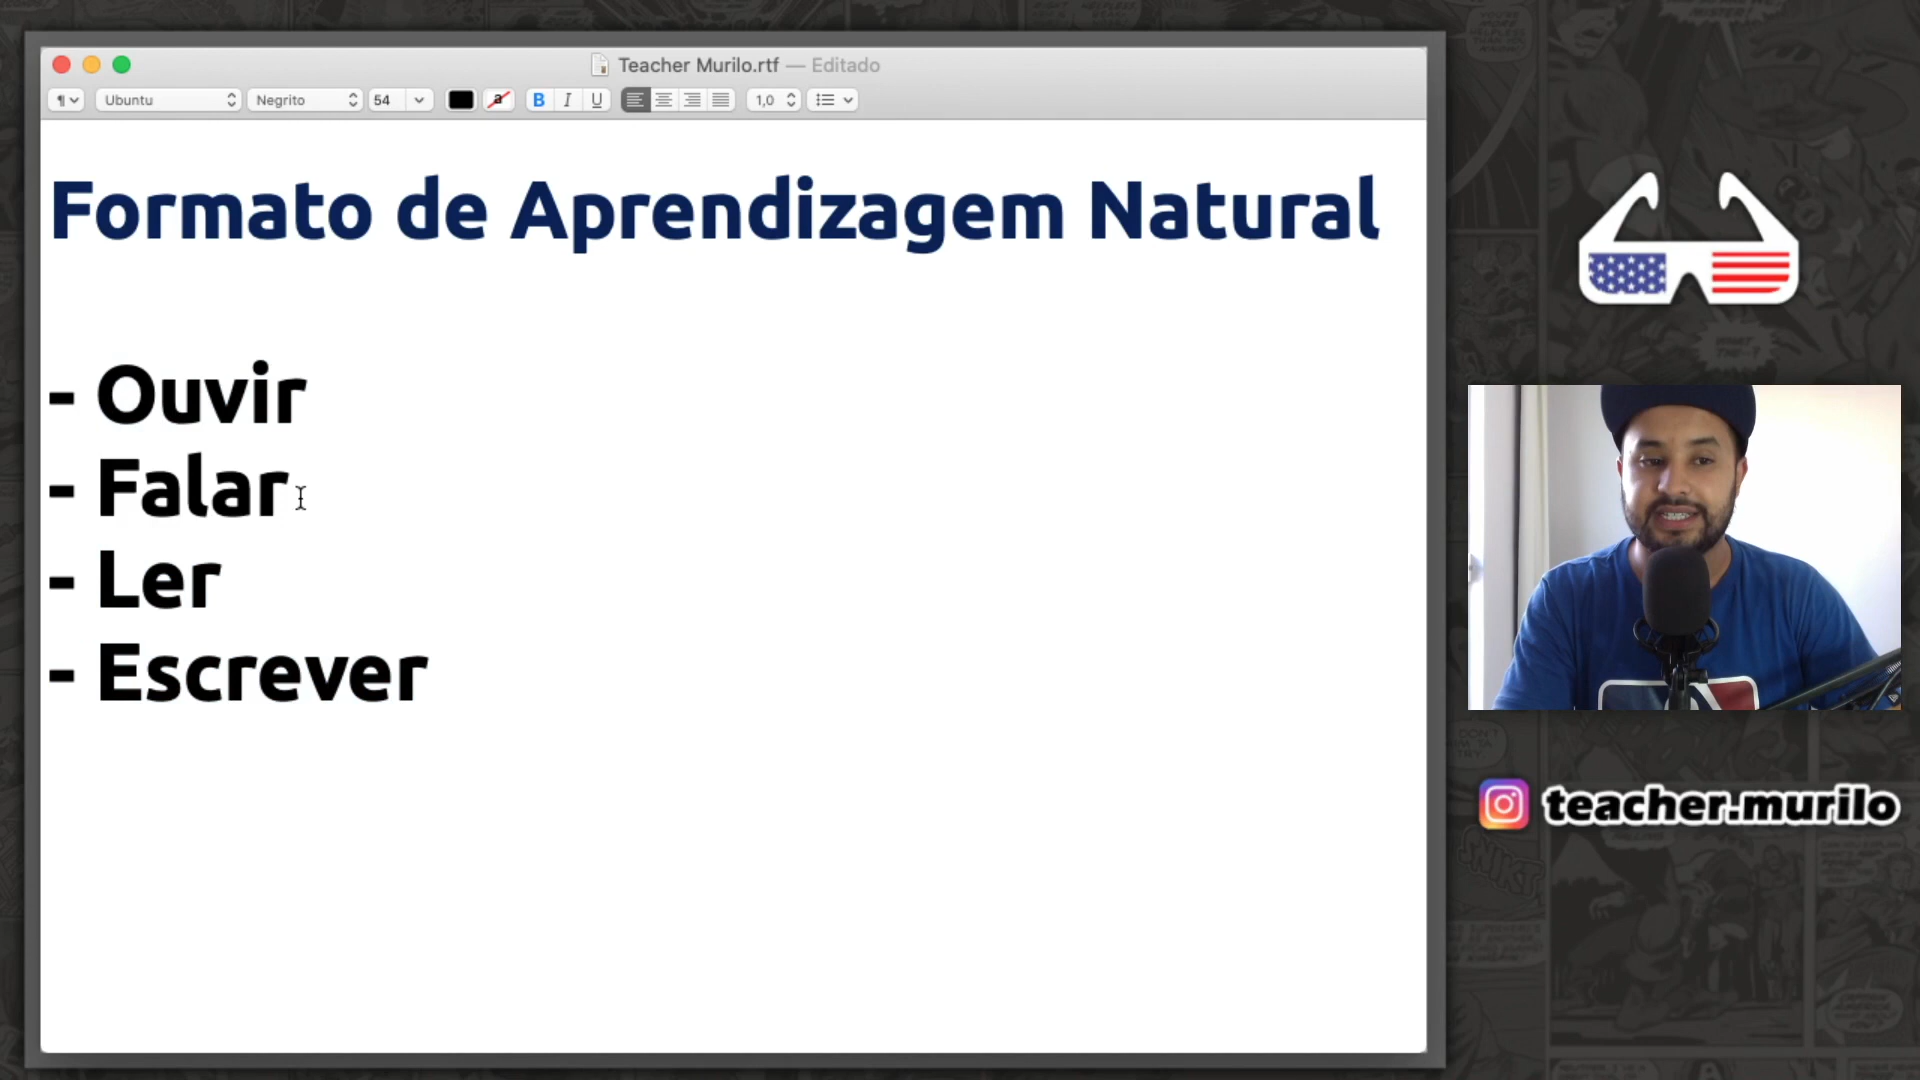 Teacher Murilo.rtf — Editado
Ubuntu Negrito 54 B I U 1,0
Formato de Aprendizagem Natural
- Ouvir
- Falar
- Ler
- Escrever
teacher.murilo